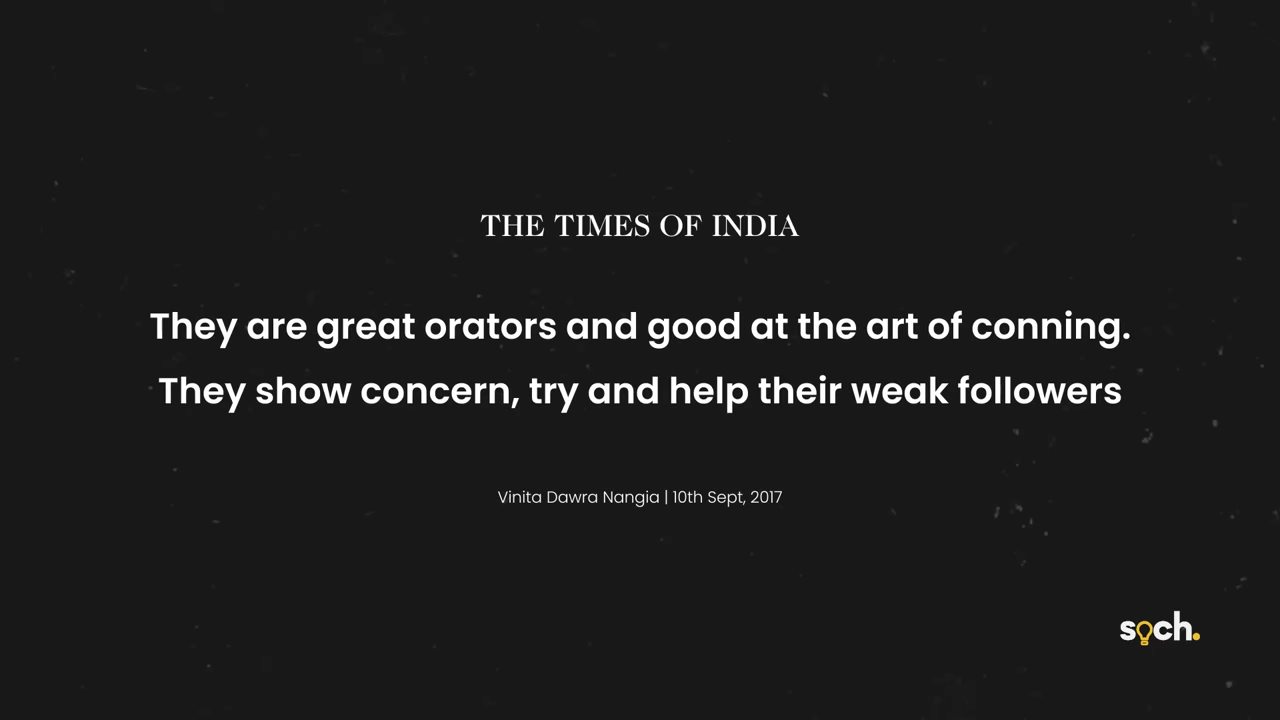 THE TIMES OF INDIA
They are great orators and good at the art of conning.
They show concern, try and help their weak followers
Vinita Dawra Nangia | 10th Sept, 2017
soch.